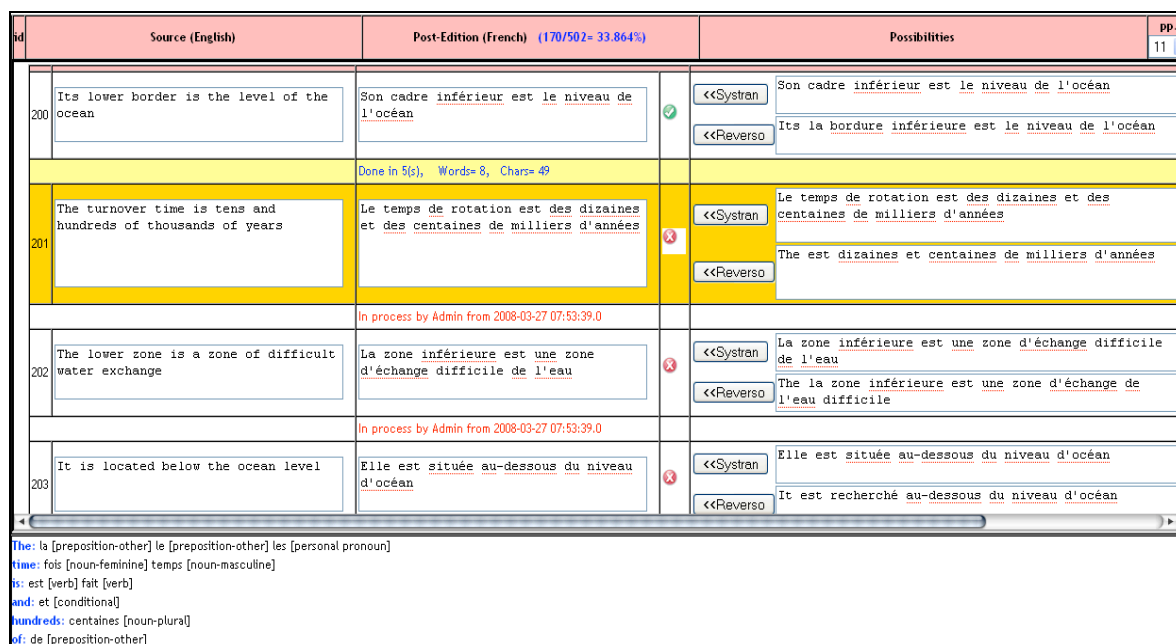 id Source (English) Post-Edition (French) (170/502= 33.864%) Possibilities pp.
11
200
Its lower border is the level of the
ocean
Son cadre inférieur est le niveau de
l'océan
<<Systran
Son cadre inférieur est le niveau de l'océan
<<Reverso
Its la bordure inférieure est le niveau de l'océan
Done in 5(s), Words= 8, Chars= 49
201
The turnover time is tens and
hundreds of thousands of years
Le temps de rotation est des dizaines
et des centaines de milliers d'années
<<Systran
Le temps de rotation est des dizaines et des
centaines de milliers d'années
<<Reverso
The est dizaines et centaines de milliers d'années
In process by Admin from 2008-03-27 07:53:39.0
202
The lower zone is a zone of difficult
water exchange
La zone inférieure est une zone
d'échange difficile de l'eau
<<Systran
La zone inférieure est une zone d'échange difficile
de l'eau
<<Reverso
The la zone inférieure est une zone d'échange de
l'eau difficile
In process by Admin from 2008-03-27 07:53:39.0
203
It is located below the ocean level
Elle est située au-dessous du niveau
d'océan
<<Systran
Elle est située au-dessous du niveau d'océan
<<Reverso
It est recherché au-dessous du niveau d'océan
The: la [preposition-other] le [preposition-other] les [personal pronoun]
time: fois [noun-feminine] temps [noun-masculine]
is: est [verb] fait [verb]
and: et [conditional]
hundreds: centaines [noun-plural]
of: de [preposition-other]